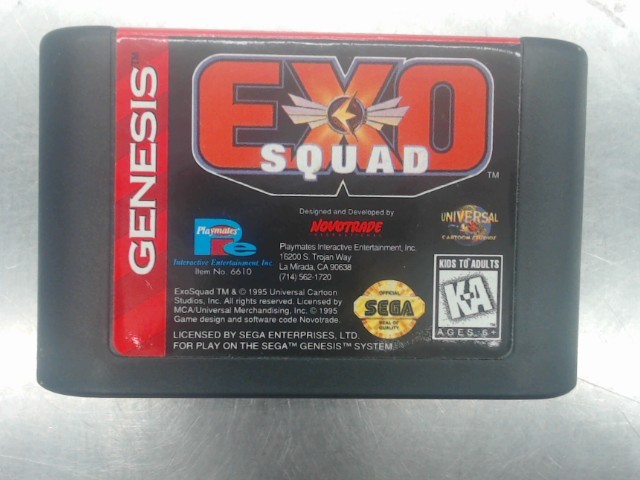 GENESIS™
EXO
SQUAD
™
Designed and Developed by
NOVOTRADE
INTERNATIONAL
UNIVERSAL
CARTOON STUDIOS
Playmates
Pie
Interactive Entertainment, Inc.
Item No. 6610
Playmates Interactive Entertainment, Inc.
16200 S. Trojan Way
La Mirada, CA 90638
(714) 562-1720
ExoSquad TM & © 1995 Universal Cartoon
Studios, Inc. All rights reserved. Licensed by
MCA/Universal Merchandising, Inc. © 1995
Game design and software code Novotrade.
LICENSED BY SEGA ENTERPRISES, LTD.
FOR PLAY ON THE SEGA™ GENESIS™ SYSTEM.
OFFICIAL
SEGA
SEAL OF
QUALITY
KIDS TO ADULTS
K-A
AGES 6+